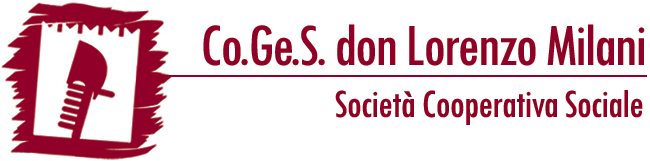 Co.Ge.S. don Lorenzo Milani
Società Cooperativa Sociale